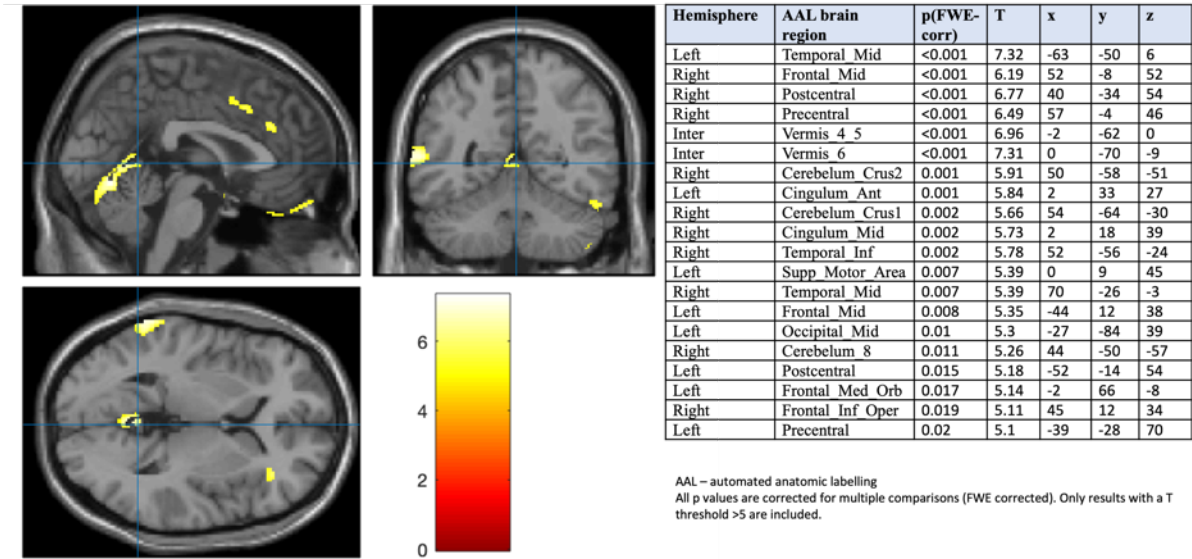 6
4
2
0
Hemisphere AAL brain region p(FWE-corr) T x y z
Left Temporal_Mid <0.001 7.32 -63 -50 6
Right Frontal_Mid <0.001 6.19 52 -8 52
Right Postcentral <0.001 6.77 40 -34 54
Right Precentral <0.001 6.49 57 -4 46
Inter Vermis_4_5 <0.001 6.96 -2 -62 0
Inter Vermis_6 <0.001 7.31 0 -70 -9
Right Cerebelum_Crus2 0.001 5.91 50 -58 -51
Left Cingulum_Ant 0.001 5.84 2 33 27
Right Cerebelum_Crus1 0.002 5.66 54 -64 -30
Right Cingulum_Mid 0.002 5.73 2 18 39
Right Temporal_Inf 0.002 5.78 52 -56 -24
Left Supp_Motor_Area 0.007 5.39 0 9 45
Right Temporal_Mid 0.007 5.39 70 -26 -3
Left Frontal_Mid 0.008 5.35 -44 12 38
Left Occipital_Mid 0.01 5.3 -27 -84 39
Right Cerebelum_8 0.011 5.26 44 -50 -57
Left Postcentral 0.015 5.18 -52 -14 54
Left Frontal_Med_Orb 0.017 5.14 -2 66 -8
Right Frontal_Inf_Oper 0.019 5.11 45 12 34
Left Precentral 0.02 5.1 -39 -28 70
AAL – automated anatomic labelling
All p values are corrected for multiple comparisons (FWE corrected). Only results with a T
threshold >5 are included.